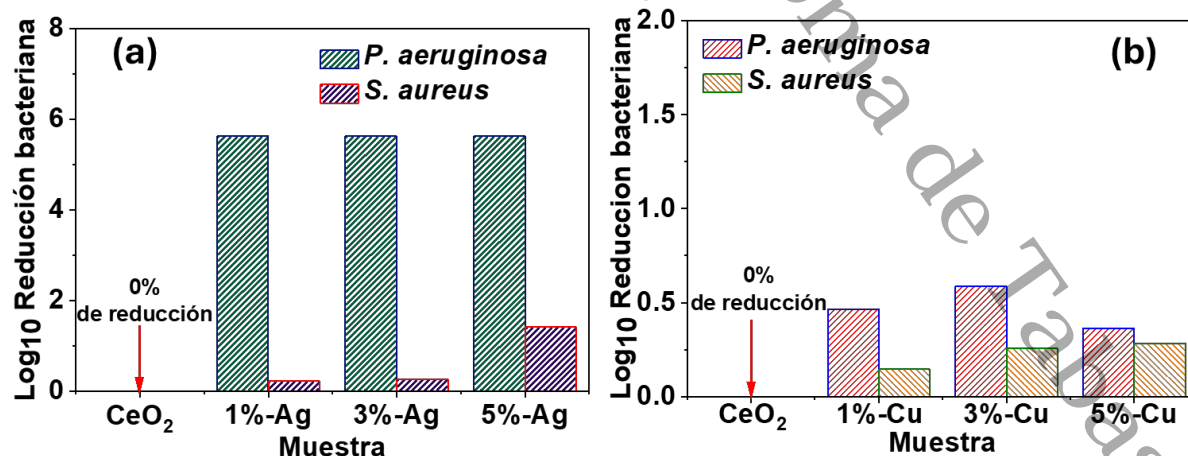 (a)
P. aeruginosa
S. aureus
Log10 Reducción bacteriana
8
6
4
2
0
0%
de reducción
CeO2
1%-Ag
3%-Ag
5%-Ag
Muestra
(b)
P. aeruginosa
S. aureus
Log10 Reduccion bacteriana
2.0
1.5
1.0
0.5
0.0
0%
de reducción
CeO2
1%-Cu
3%-Cu
5%-Cu
Muestra
de Tabas